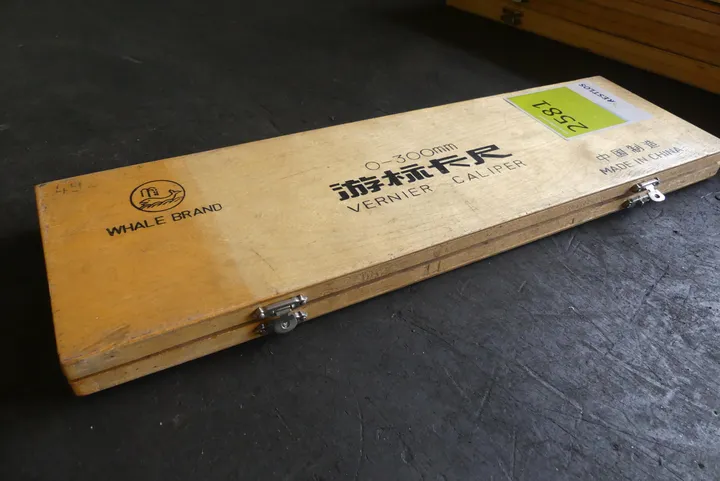 WHALE BRAND
0-300mm
游标卡尺
VERNIER CALIPER
2581
中国制造
MADE IN CHINA